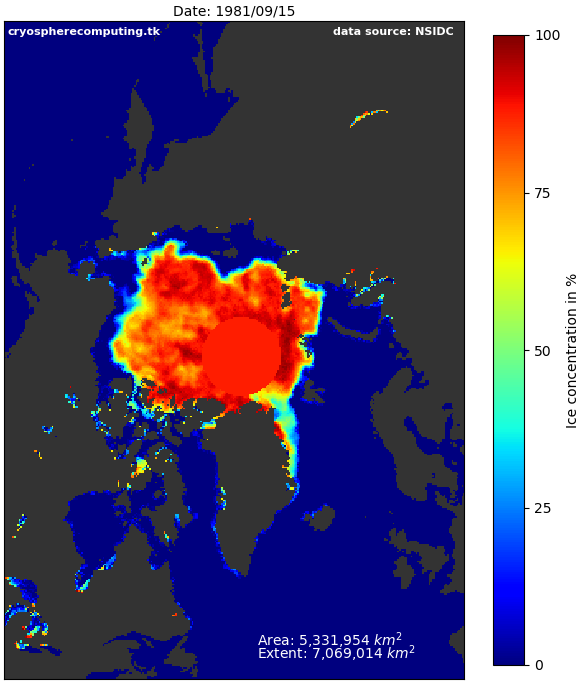 Date: 1981/09/15
cryospherecomputing.tk data source: NSIDC
100
75
50
25
0
Ice concentration in %
Area: 5,331,954 km²
Extent: 7,069,014 km²